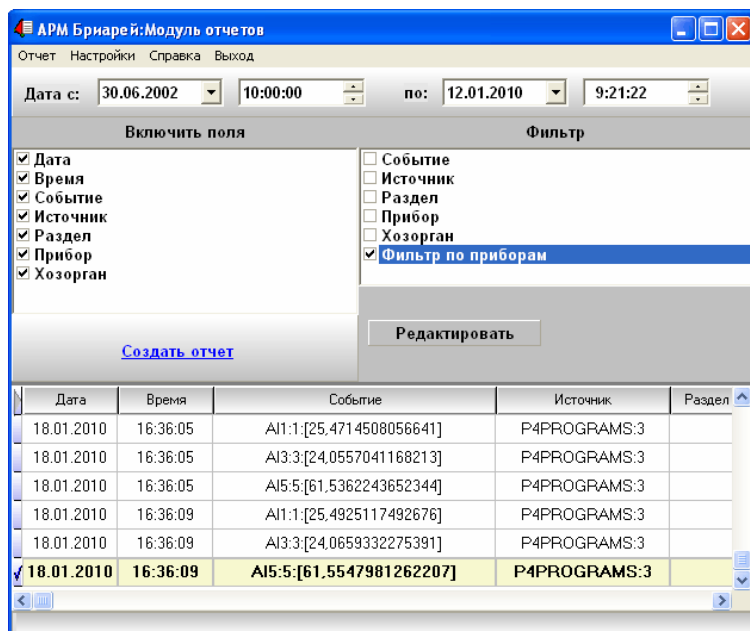 АРМ Бриарей:Модуль отчетов
Отчет Настройки Справка Выход
Дата с: 30.06.2002 10:00:00 по: 12.01.2010 9:21:22
Включить поля Фильтр
Дата
Время
Событие
Источник
Раздел
Прибор
Хозорган
Событие
Источник
Раздел
Прибор
Хозорган
Фильтр по приборам
Создать отчет
Редактировать
Дата Время Событие Источник Раздел
18.01.2010 16:36:05 AI1:1:[25,4714508056641] P4PROGRAMS:3
18.01.2010 16:36:05 AI3:3:[24,0557041168213] P4PROGRAMS:3
18.01.2010 16:36:05 AI5:5:[61,5362243652344] P4PROGRAMS:3
18.01.2010 16:36:09 AI1:1:[25,4925117492676] P4PROGRAMS:3
18.01.2010 16:36:09 AI3:3:[24,0659332275391] P4PROGRAMS:3
18.01.2010 16:36:09 AI5:5:[61,5547981262207] P4PROGRAMS:3